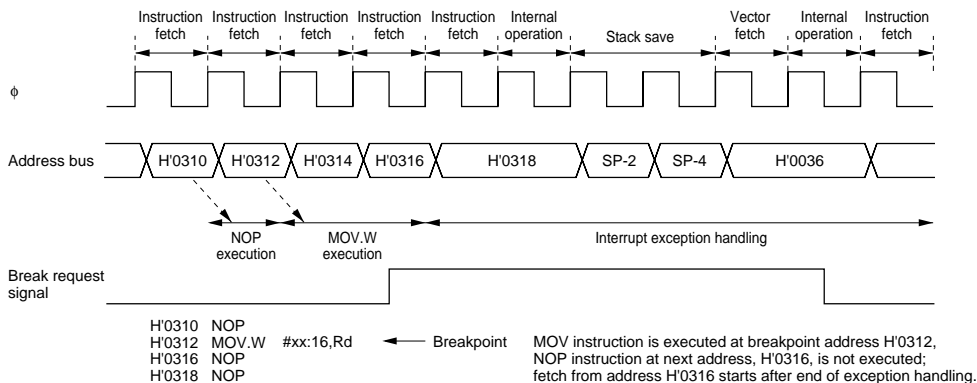 Instruction fetch
Instruction fetch
Instruction fetch
Instruction fetch
Instruction fetch
Internal operation
Stack save
Vector fetch
Internal operation
Instruction fetch
φ
Address bus
H'0310
H'0312
H'0314
H'0316
H'0318
SP-2
SP-4
H'0036
NOP execution
MOV.W execution
Interrupt exception handling
Break request signal
H'0310 NOP
H'0312 MOV.W #xx:16,Rd Breakpoint
H'0316 NOP
H'0318 NOP
MOV instruction is executed at breakpoint address H'0312,
NOP instruction at next address, H'0316, is not executed;
fetch from address H'0316 starts after end of exception handling.